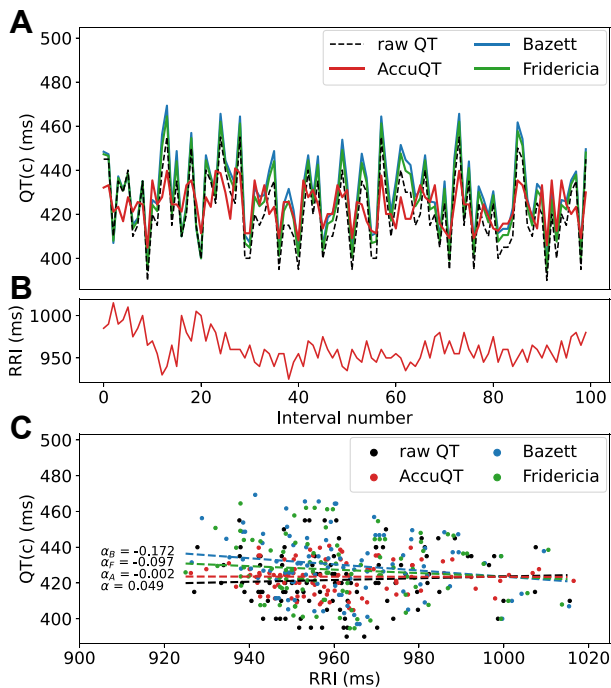 A
500
480
460
440
420
400
QT(c) (ms)
raw QT
AccuQT
Bazett
Fridericia
B
1000
950
RRI (ms)
0 20 40 60 80 100
Interval number
C
500
480
460
440
420
400
QT(c) (ms)
raw QT
AccuQT
Bazett
Fridericia
α_B = -0.172
α_F = -0.097
α_A = -0.002
α = 0.049
900 920 940 960 980 1000 1020
RRI (ms)